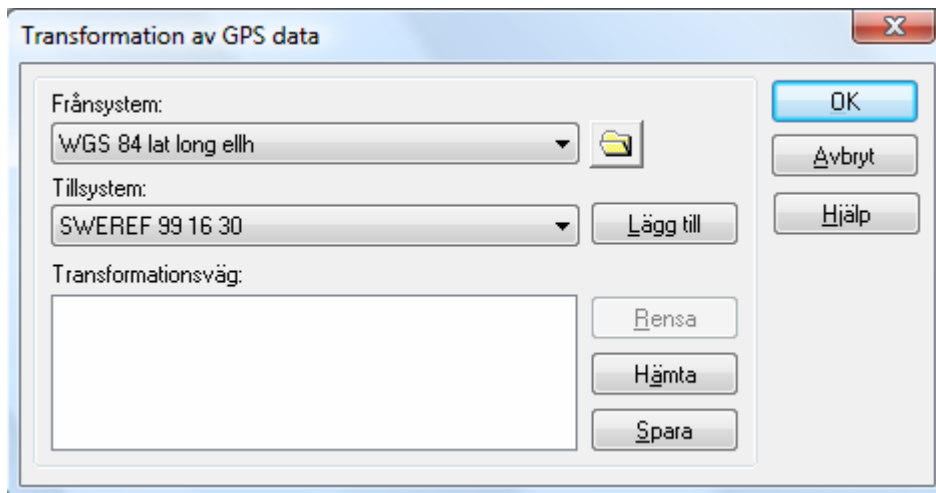 Transformation av GPS data
Frånsystem:
WGS 84 lat long ellh
OK
Avbryt
Tillsystem:
SWEREF 99 16 30
Lägg till
Hjälp
Transformationsväg:
Rensa
Hämta
Spara